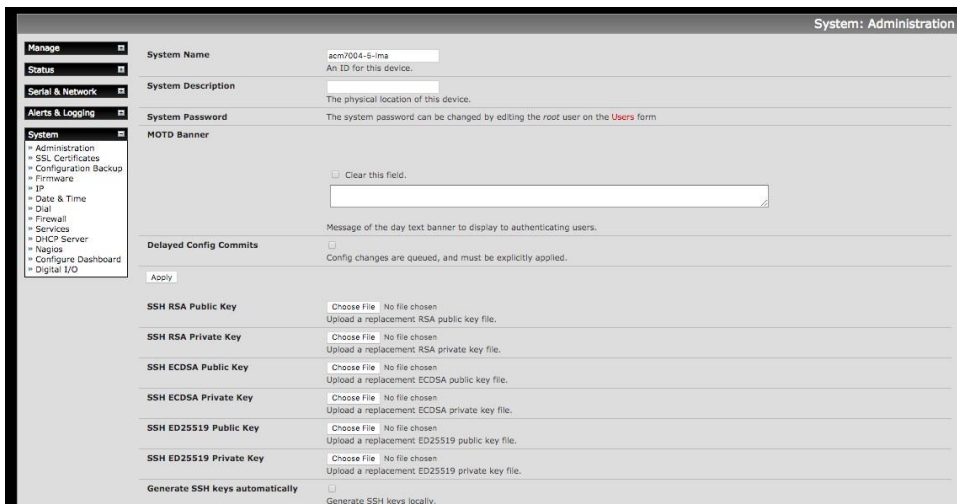 System: Administration
Manage
Status
Serial & Network
Alerts & Logging
System
» Administration
» SSL Certificates
» Configuration Backup
» Firmware
» IP
» Date & Time
» Dial
» Firewall
» Services
» DHCP Server
» Nagios
» Configure Dashboard
» Digital I/O
System Name
acm7004-5-lma
An ID for this device.
System Description
The physical location of this device.
System Password
The system password can be changed by editing the root user on the Users form
MOTD Banner
Clear this field.
Message of the day text banner to display to authenticating users.
Delayed Config Commits
Config changes are queued, and must be explicitly applied.
Apply
SSH RSA Public Key
Choose File No file chosen
Upload a replacement RSA public key file.
SSH RSA Private Key
Choose File No file chosen
Upload a replacement RSA private key file.
SSH ECDSA Public Key
Choose File No file chosen
Upload a replacement ECDSA public key file.
SSH ECDSA Private Key
Choose File No file chosen
Upload a replacement ECDSA private key file.
SSH ED25519 Public Key
Choose File No file chosen
Upload a replacement ED25519 public key file.
SSH ED25519 Private Key
Choose File No file chosen
Upload a replacement ED25519 private key file.
Generate SSH keys automatically
Generate SSH keys locally.